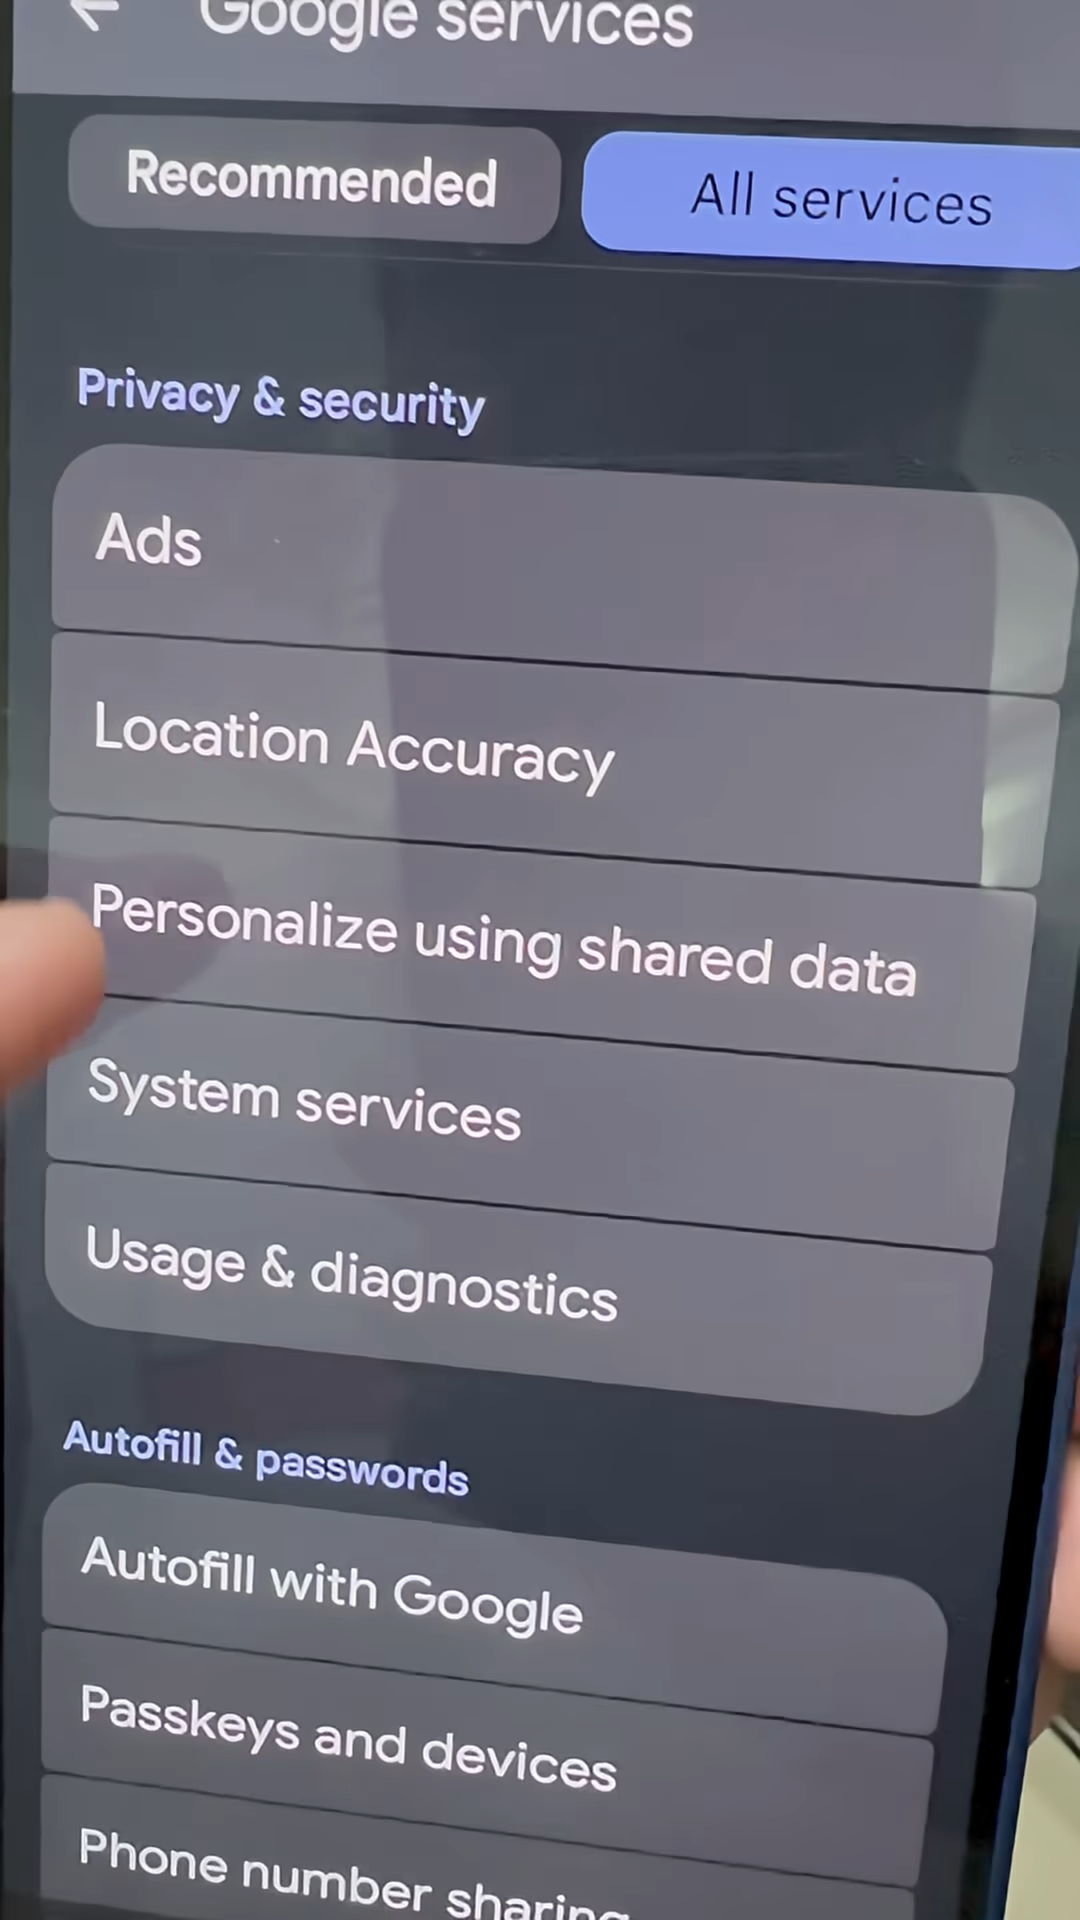 Google services
Recommended
All services
Privacy & security
Ads
Location Accuracy
Personalize using shared data
System services
Usage & diagnostics
Autofill & passwords
Autofill with Google
Passkeys and devices
Phone number sharing